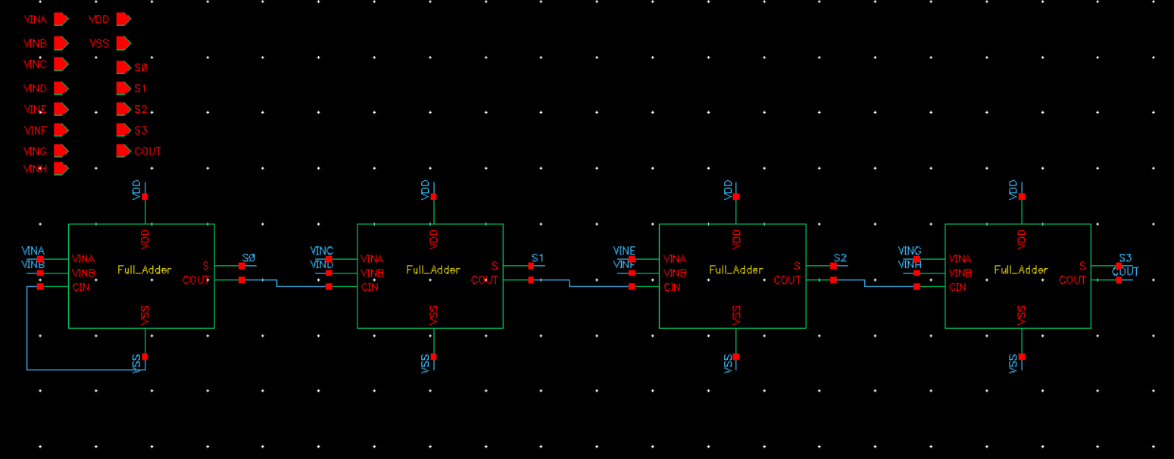 VINA VDD
VINB VSS
VINC S0
VIND S1
VINE S2
VINF S3
VING COUT
VINH
VDD VDD VDD VDD
VINA VDD S0 VINC VDD S1 VINE VDD S2 VING VDD S3
VINB VIND VINF VINH COUT
VINA S VINA S VINA S VINA S
VINB Full_Adder VINB Full_Adder VINB Full_Adder VINB Full_Adder
CIN COUT CIN COUT CIN COUT CIN COUT
VSS VSS VSS VSS
VSS VSS VSS VSS